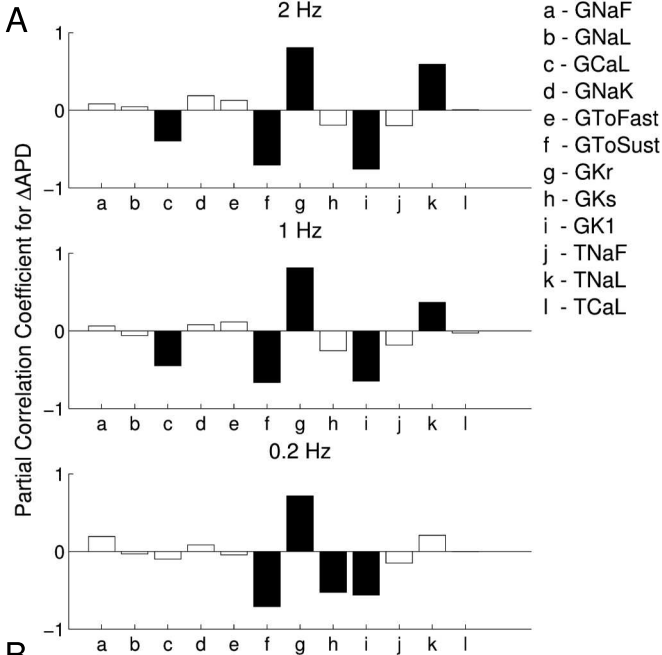 A
2 Hz
1
0
−1
a b c d e f g h i j k l
1 Hz
1
0
−1
a b c d e f g h i j k l
0.2 Hz
1
0
−1
a b c d e f g h i j k l
Partial Correlation Coefficient for ΔAPD
a - GNaF
b - GNaL
c - GCaL
d - GNaK
e - GToFast
f - GToSust
g - GKr
h - GKs
i - GK1
j - TNaF
k - TNaL
l - TCaL
B